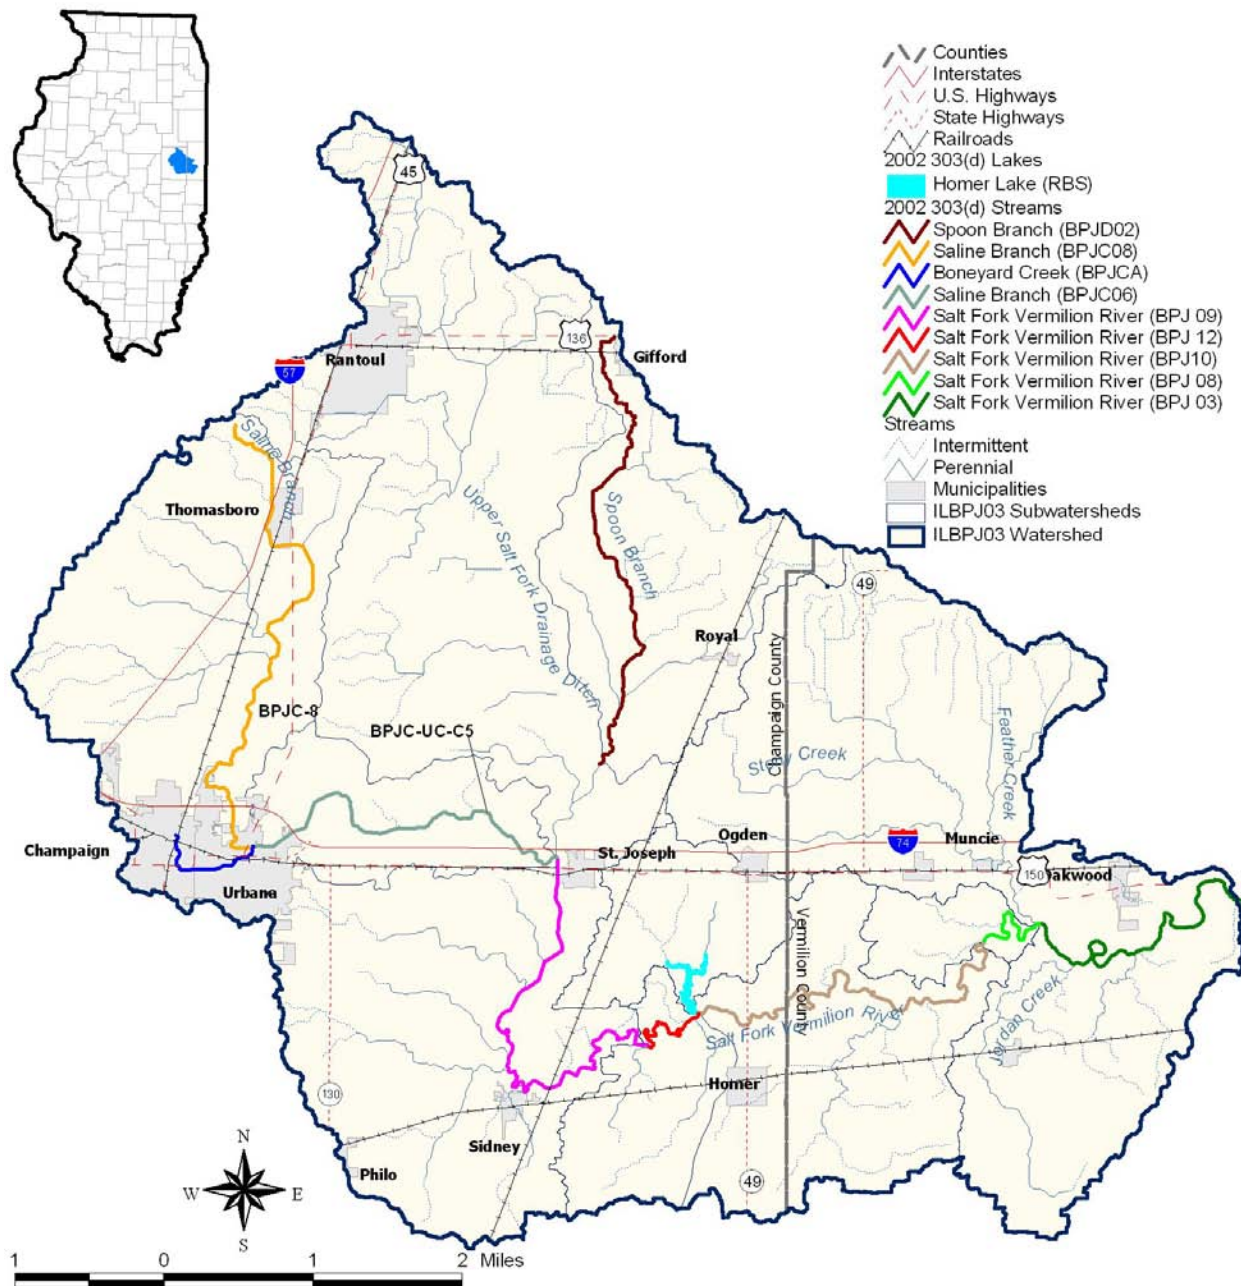 Counties
Interstates
U.S. Highways
State Highways
Railroads
2002 303(d) Lakes
Homer Lake (RBS)
2002 303(d) Streams
Spoon Branch (BPJD02)
Saline Branch (BPJC08)
Boneyard Creek (BPJCA)
Saline Branch (BPJC06)
Salt Fork Vermilion River (BPJ 09)
Salt Fork Vermilion River (BPJ 12)
Salt Fork Vermilion River (BPJ10)
Salt Fork Vermilion River (BPJ 08)
Salt Fork Vermilion River (BPJ 03)
Streams
Intermittent
Perennial
Municipalities
ILBPJ03 Subwatersheds
ILBPJ03 Watershed
45
136
Gifford
Rantoul
57
Saline Branch
Thomasboro
Upper Salt Fork Drainage Ditch
Spoon Branch
49
Royal
Champaign County
BPJC-8
BPJC-UC-C5
Stony Creek
Feather Creek
Champaign
St. Joseph
Ogden
74
Muncie
150
Oakwood
Urbana
Vermilion County
Salt Fork Vermilion River
Jordan Creek
Homer
130
Sidney
Philo
49
N
W E
S
1 0 1 2 Miles